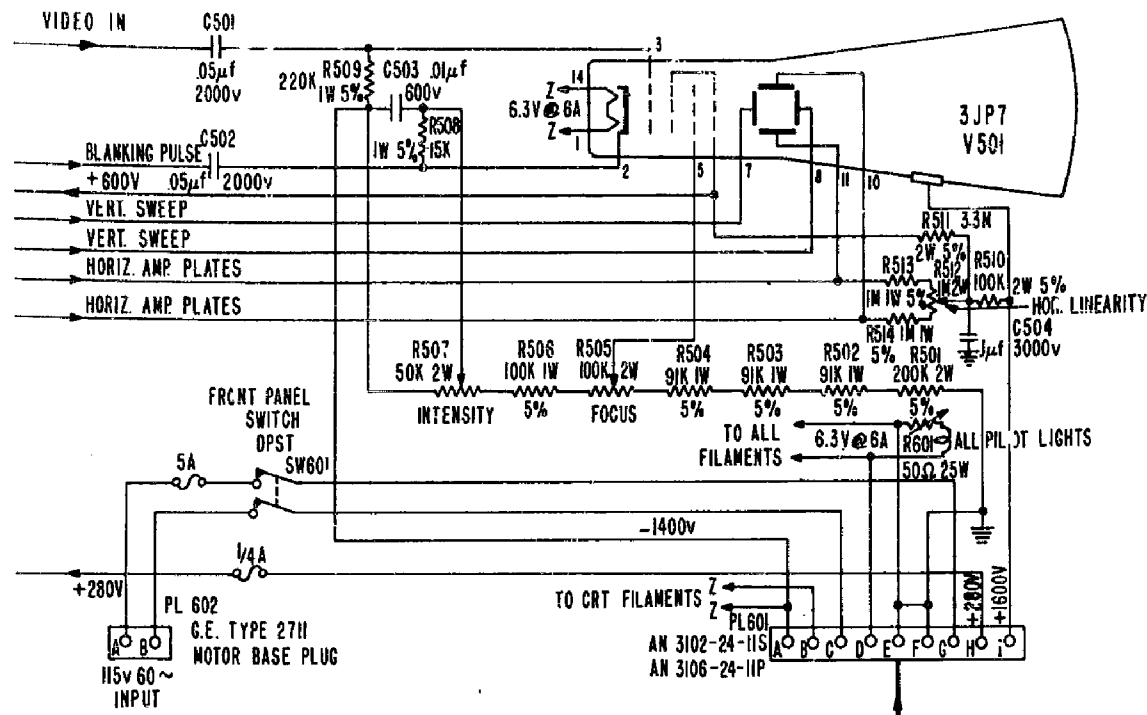 VIDEO IN
C501
.05µf
2000v
R509
220K
1W 5%
C503 .01µf
600v
R508
15K
1W 5%
14
Z
6.3V@6A
Z
1
3
2
5
7
8
11
10
3JP7
V501
BLANKING PULSE
C502
.05µf 2000v
+600V
VERT. SWEEP
VERT. SWEEP
HORIZ. AMP. PLATES
HORIZ. AMP. PLATES
R511 3.3M
2W 5%
R513
1M 1W 5%
R512
1M 2W
R510
100K
2W 5%
HOR. LINEARITY
R514 1M 1W
5%
C504
.1µf 3000v
R507
50K 2W
INTENSITY
R506
100K 1W
5%
R505
100K 2W
FOCUS
R504
91K 1W
5%
R503
91K 1W
5%
R502
91K 1W
5%
R501
200K 2W
5%
TO ALL
FILAMENTS
6.3V@6A
R601
50Ω 25W
ALL PILOT LIGHTS
FRONT PANEL
SWITCH
DPST
SW601
5A
-1400v
1/4A
+280V
PL 602
G.E. TYPE 2711
MOTOR BASE PLUG
A B
115v 60~
INPUT
TO CRT FILAMENTS
Z
Z
+280V
+1600V
PL601
AN 3102-24-11S
AN 3106-24-11P
A B C D E F G H I